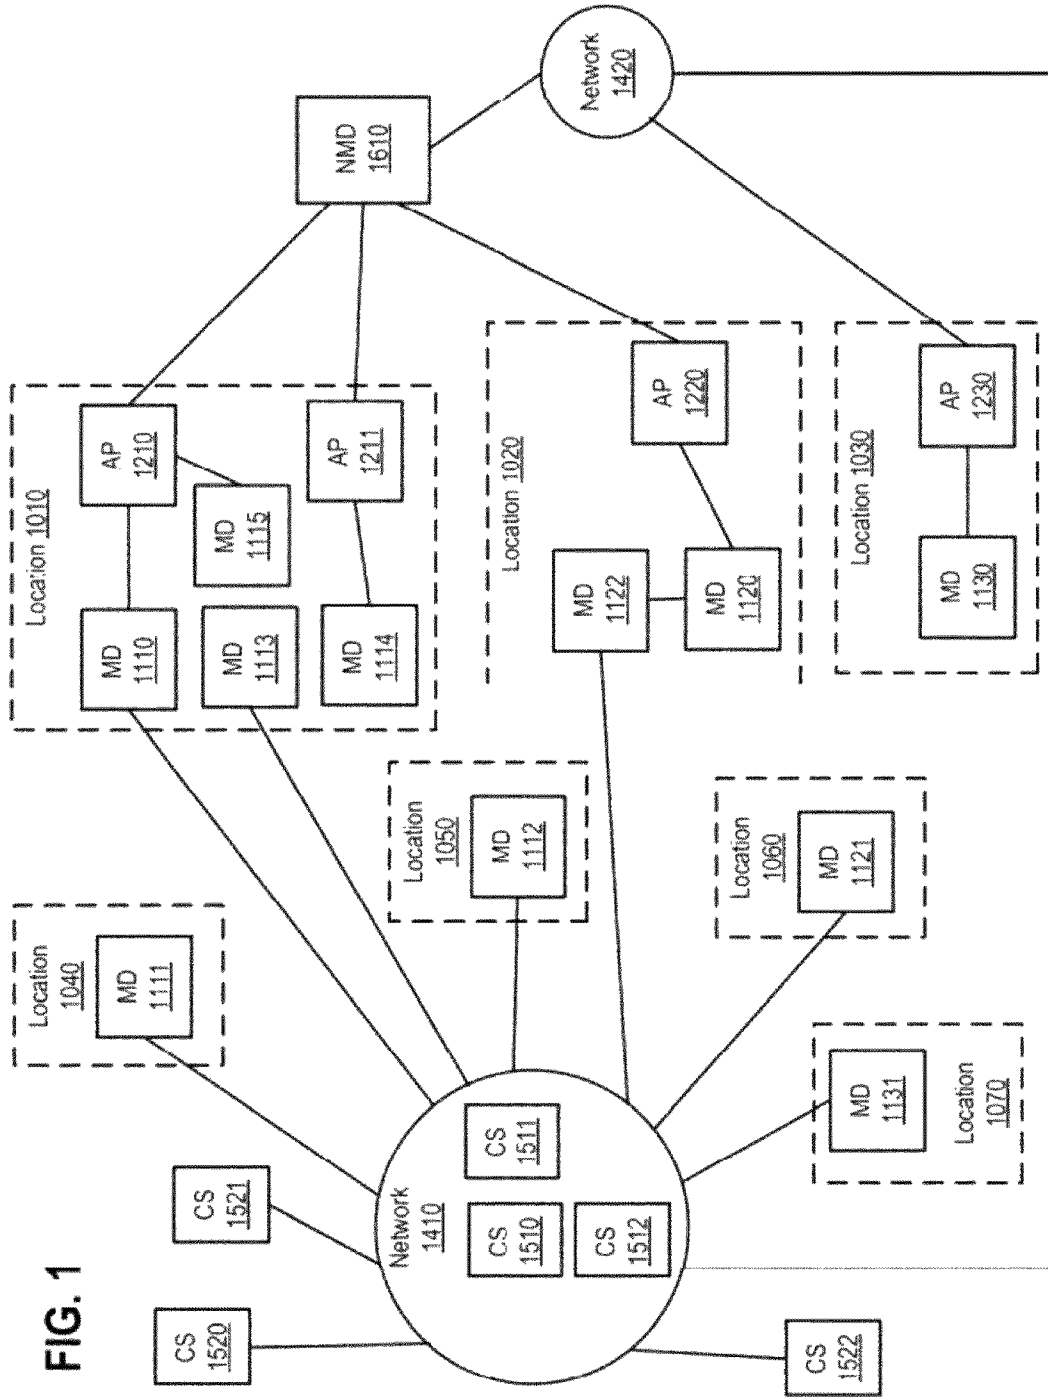 FIG. 1
CS
1520
CS
1521
CS
1522
Network
1410
CS
1510
CS
1511
CS
1512
Location
1040
MD
1111
Location
1050
MD
1112
Location
1060
MD
1121
MD
1131
Location
1070
Location 1010
MD
1110
MD
1113
MD
1114
MD
1115
AP
1210
AP
1211
Location 1020
MD
1122
MD
1120
AP
1220
Location 1030
MD
1130
AP
1230
NMD
1610
Network
1420